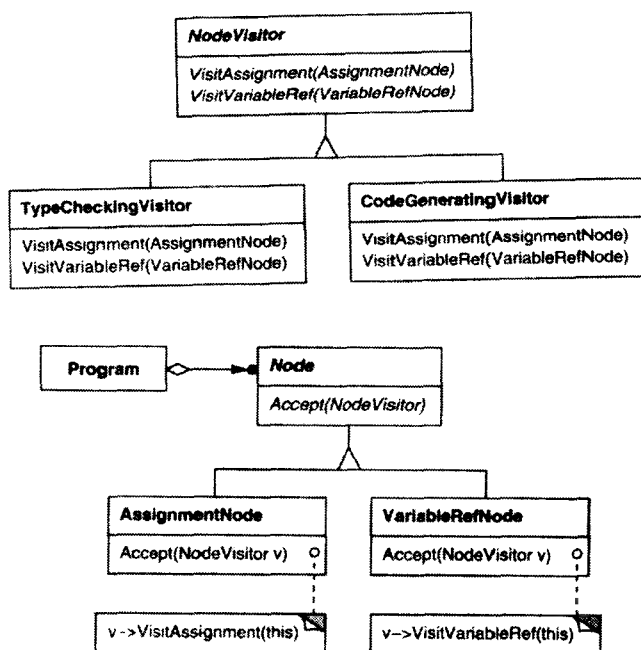 NodeVisitor
VisitAssignment(AssignmentNode)
VisitVariableRef(VariableRefNode)
TypeCheckingVisitor
VisitAssignment(AssignmentNode)
VisitVariableRef(VariableRefNode)
CodeGeneratingVisitor
VisitAssignment(AssignmentNode)
VisitVariableRef(VariableRefNode)
Program
Node
Accept(NodeVisitor)
AssignmentNode
Accept(NodeVisitor v)
v->VisitAssignment(this)
VariableRefNode
Accept(NodeVisitor v)
v->VisitVariableRef(this)